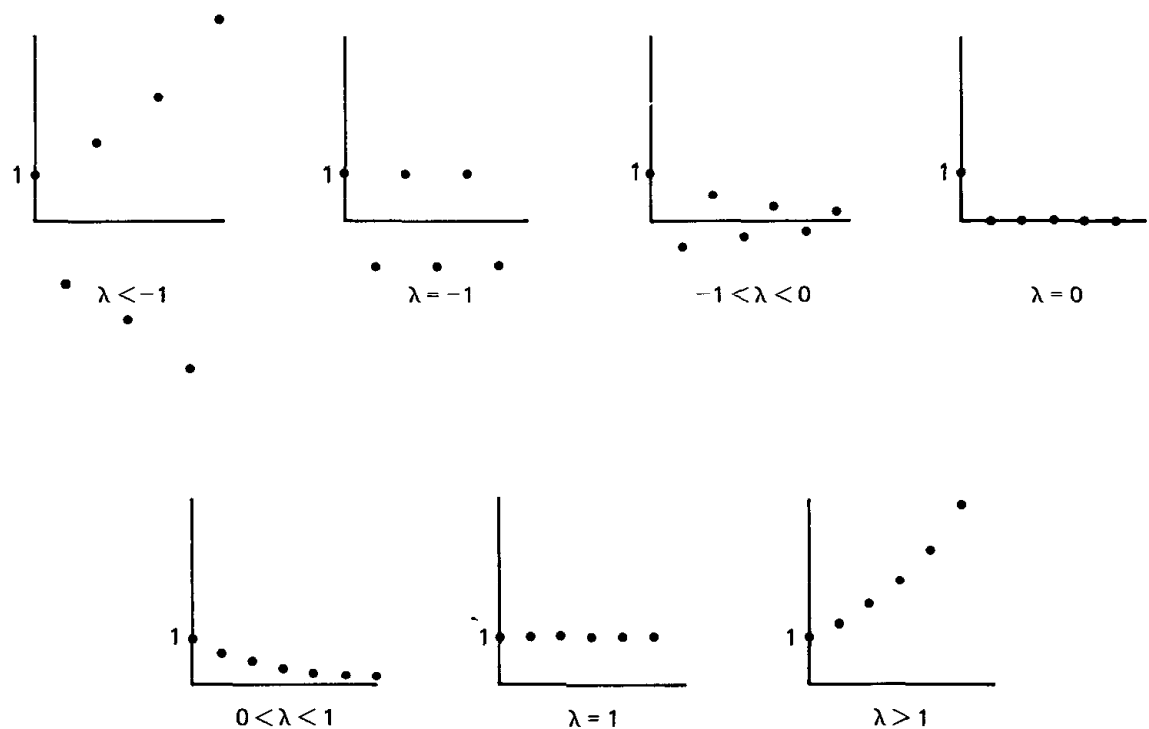 1 1 1 1
λ < −1 λ = −1 −1 < λ < 0 λ = 0
1 1 1
0 < λ < 1 λ = 1 λ > 1